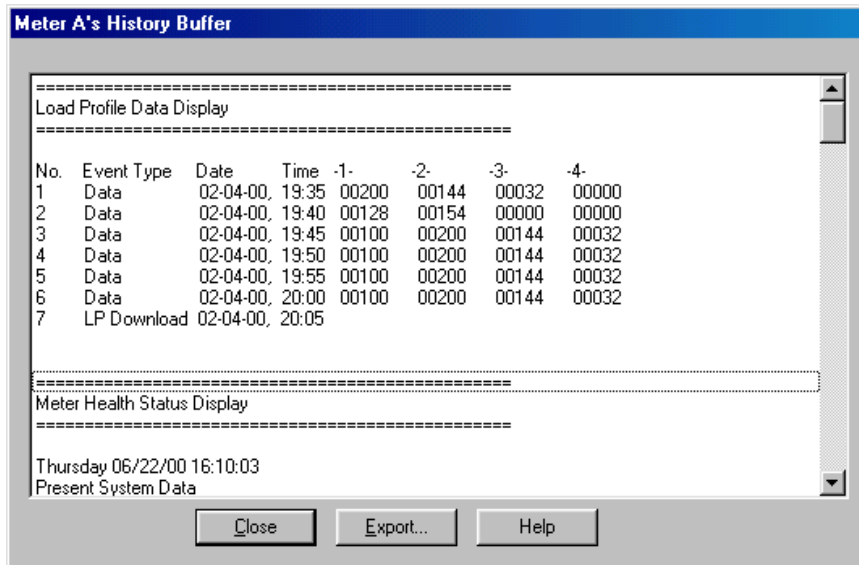 Meter A's History Buffer
=================================================
Load Profile Data Display
=================================================
No. Event Type Date Time -1- -2- -3- -4-
1 Data 02-04-00, 19:35 00200 00144 00032 00000
2 Data 02-04-00, 19:40 00128 00154 00000 00000
3 Data 02-04-00, 19:45 00100 00200 00144 00032
4 Data 02-04-00, 19:50 00100 00200 00144 00032
5 Data 02-04-00, 19:55 00100 00200 00144 00032
6 Data 02-04-00, 20:00 00100 00200 00144 00032
7 LP Download 02-04-00, 20:05
=================================================
Meter Health Status Display
=================================================
Thursday 06/22/00 16:10:03
Present System Data
Close Export... Help